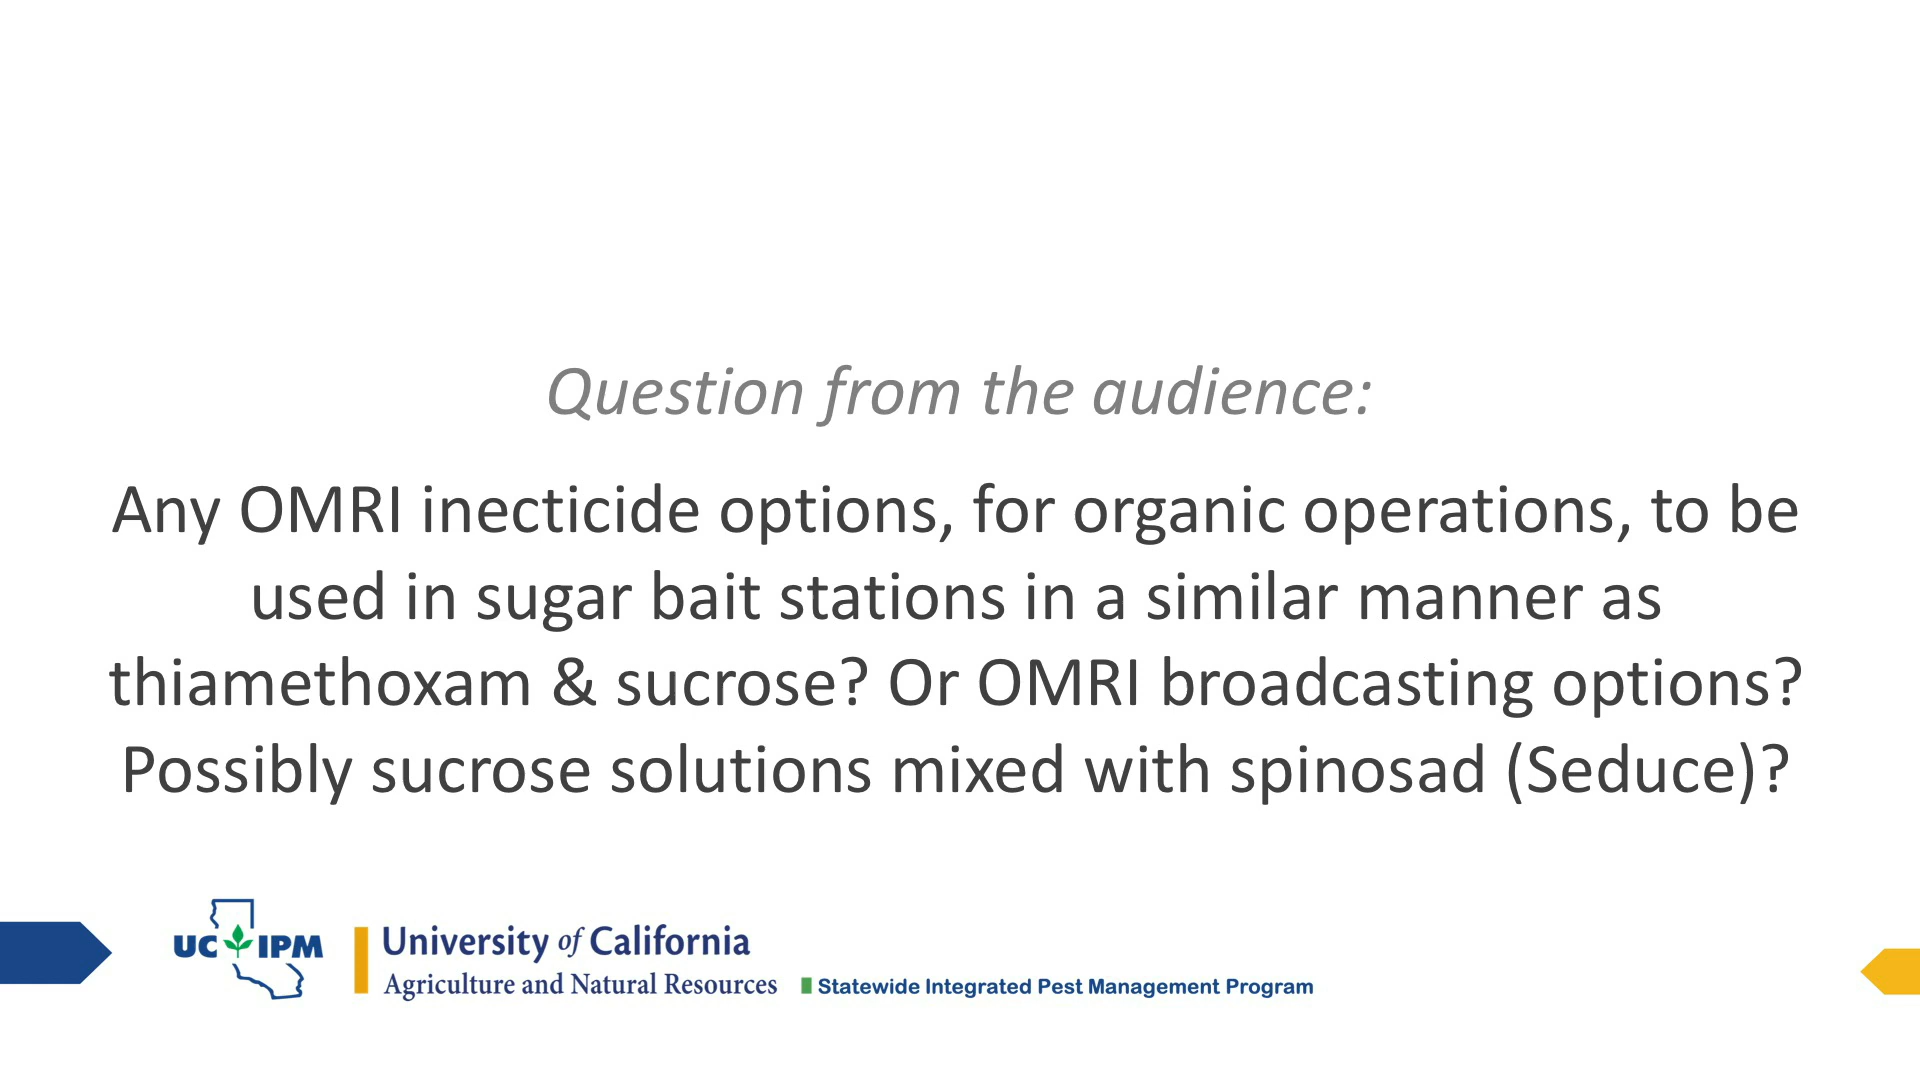 Question from the audience:
Any OMRI inecticide options, for organic operations, to be
used in sugar bait stations in a similar manner as
thiamethoxam & sucrose? Or OMRI broadcasting options?
Possibly sucrose solutions mixed with spinosad (Seduce)?
UC IPM
University of California
Agriculture and Natural Resources
Statewide Integrated Pest Management Program